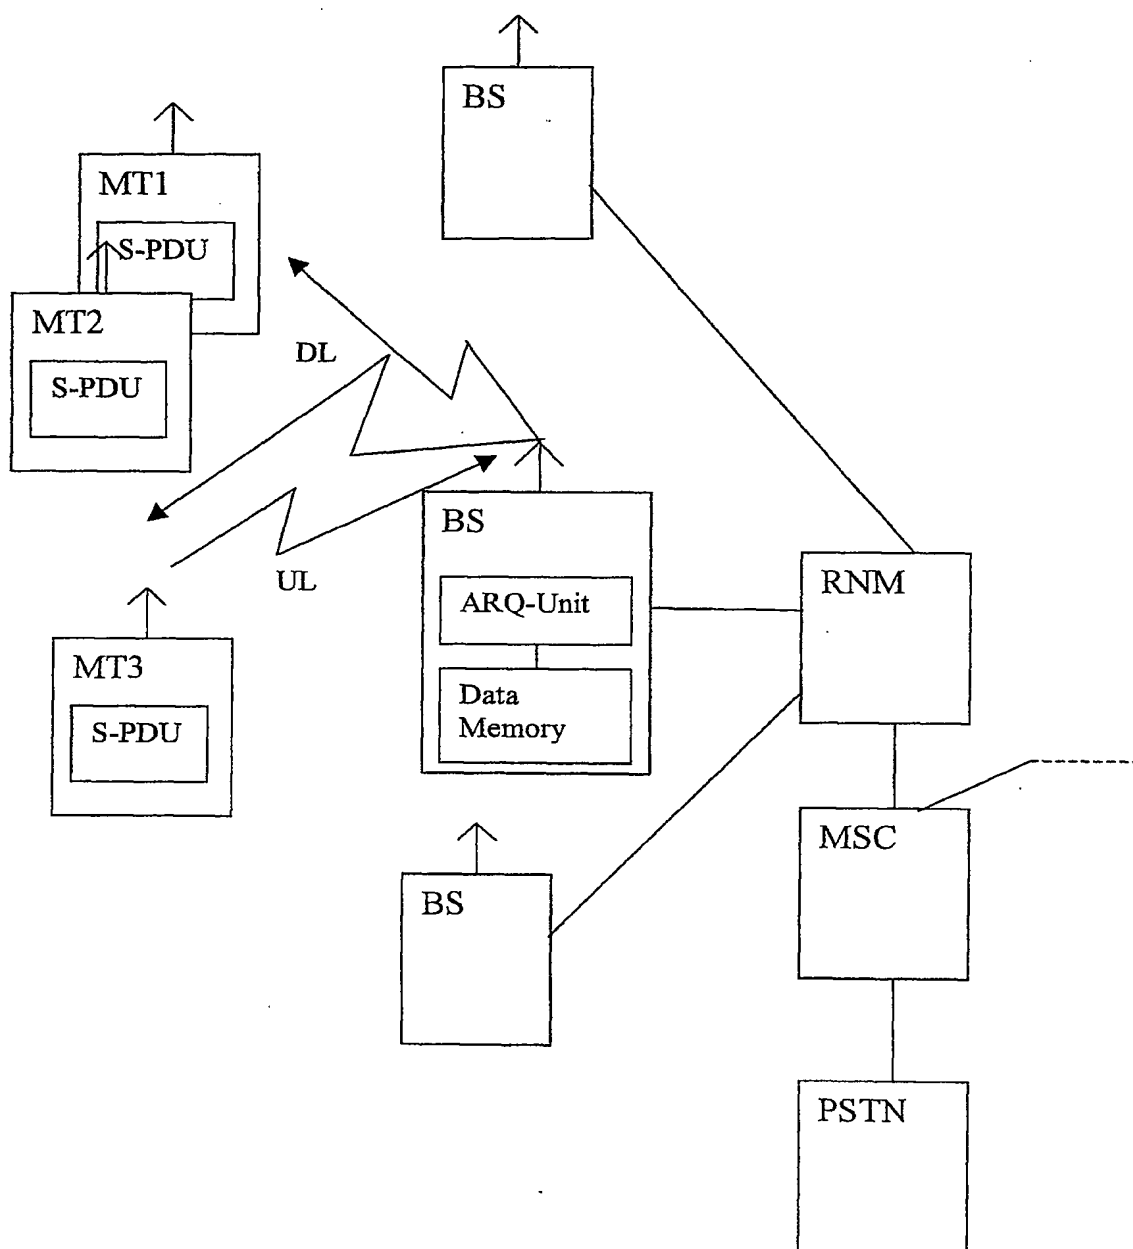 BS
MT1
S-PDU
MT2
S-PDU
DL
BS
ARQ-Unit
Data
Memory
UL
RNM
MT3
S-PDU
MSC
BS
PSTN